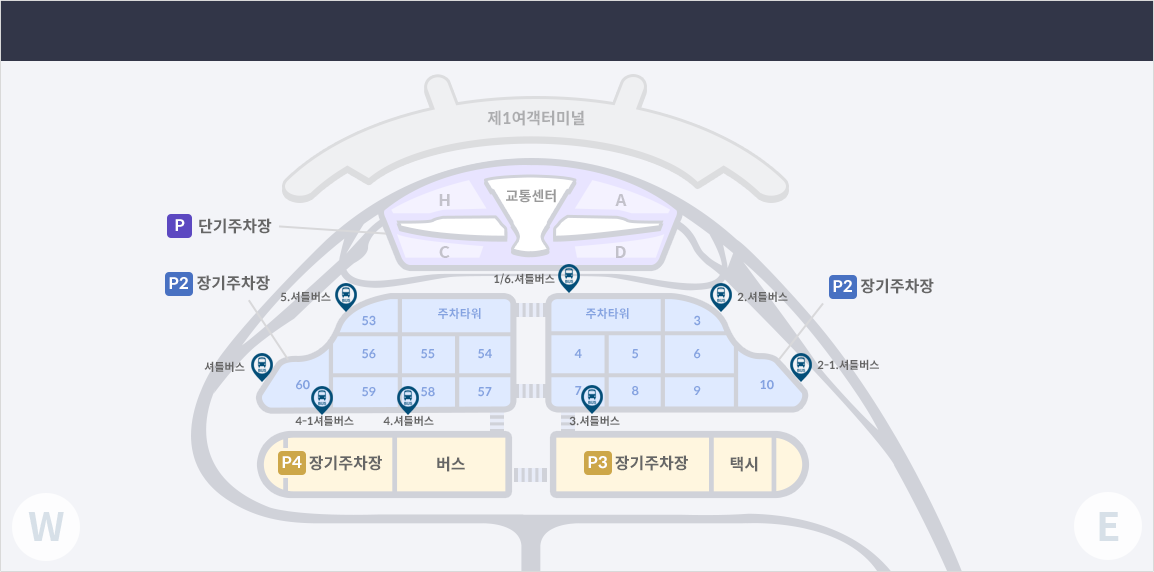 제1여객터미널
교통센터
H
A
C
D
P 단기주차장
P2 장기주차장
P2 장기주차장
1/6.셔틀버스
5.셔틀버스
2.셔틀버스
53
주차타워
주차타워
3
56
55
54
4
5
6
셔틀버스
2-1.셔틀버스
60
59
58
57
7
8
9
10
4-1셔틀버스
4.셔틀버스
3.셔틀버스
P4 장기주차장
버스
P3 장기주차장
택시
W
E